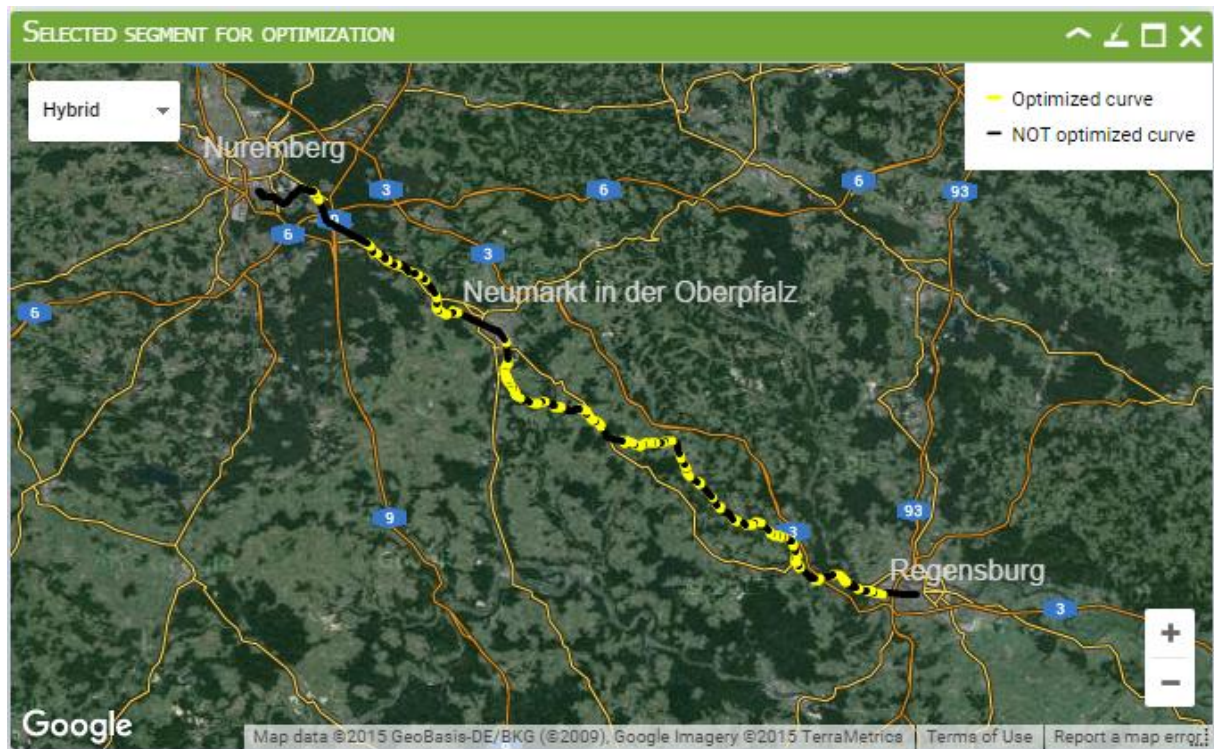 SELECTED SEGMENT FOR OPTIMIZATION
Hybrid
Optimized curve
NOT optimized curve
Nuremberg
3
6
6
93
9
6
3
Neumarkt in der Oberpfalz
6
9
93
3
Regensburg
3
+
−
Google
Map data ©2015 GeoBasis-DE/BKG (©2009), Google Imagery ©2015 TerraMetrics
Terms of Use
Report a map error